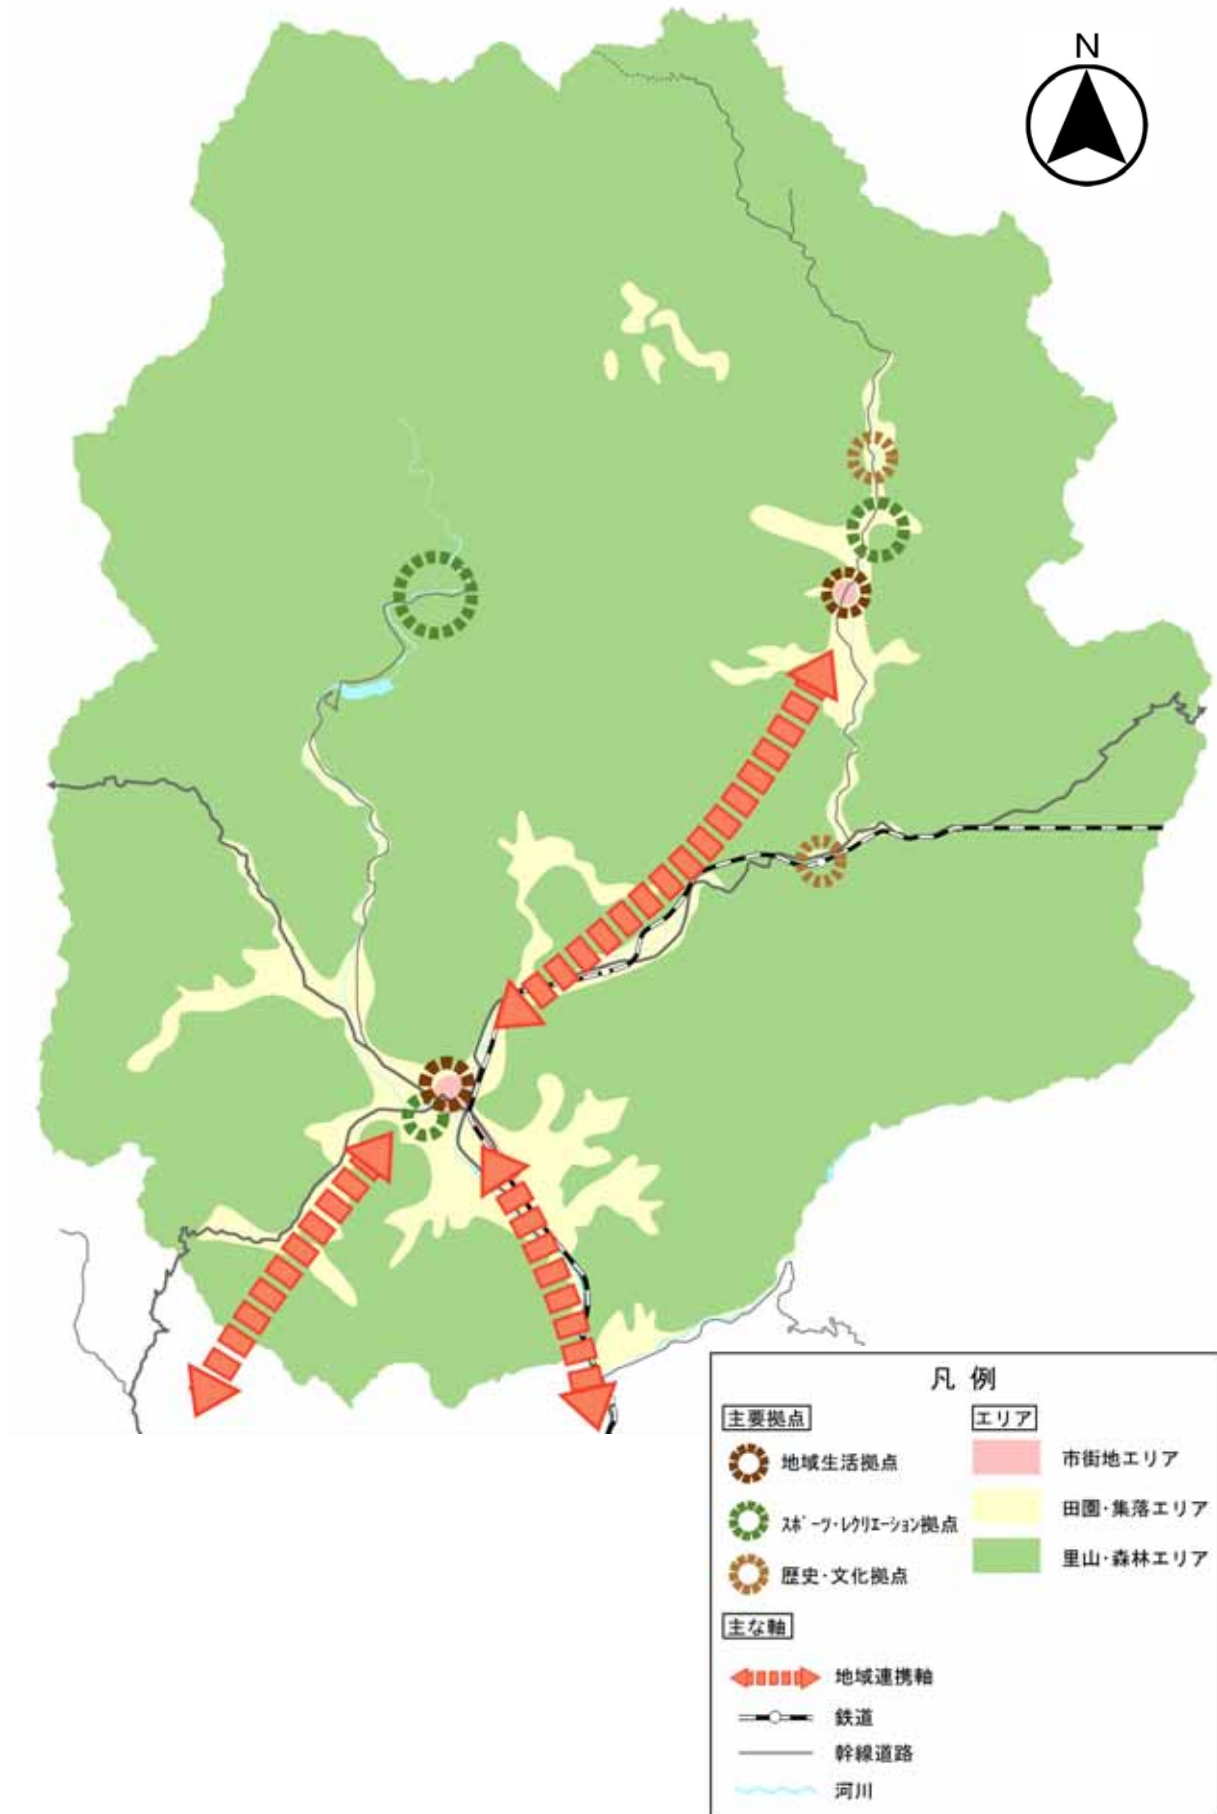 N
凡 例
主要拠点
地域生活拠点
ｽﾎﾟｰﾂ･ﾚｸﾘｴｰｼｮﾝ拠点
歴史･文化拠点
エリア
市街地エリア
田園･集落エリア
里山･森林エリア
主な軸
地域連携軸
鉄道
幹線道路
河川